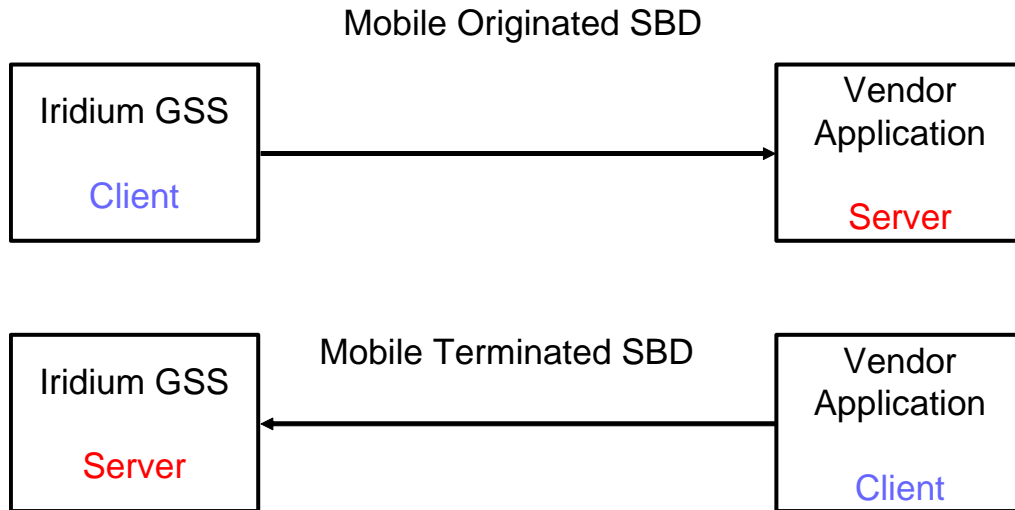 Mobile Originated SBD
Iridium GSS
Client
Vendor
Application
Server
Mobile Terminated SBD
Iridium GSS
Server
Vendor
Application
Client